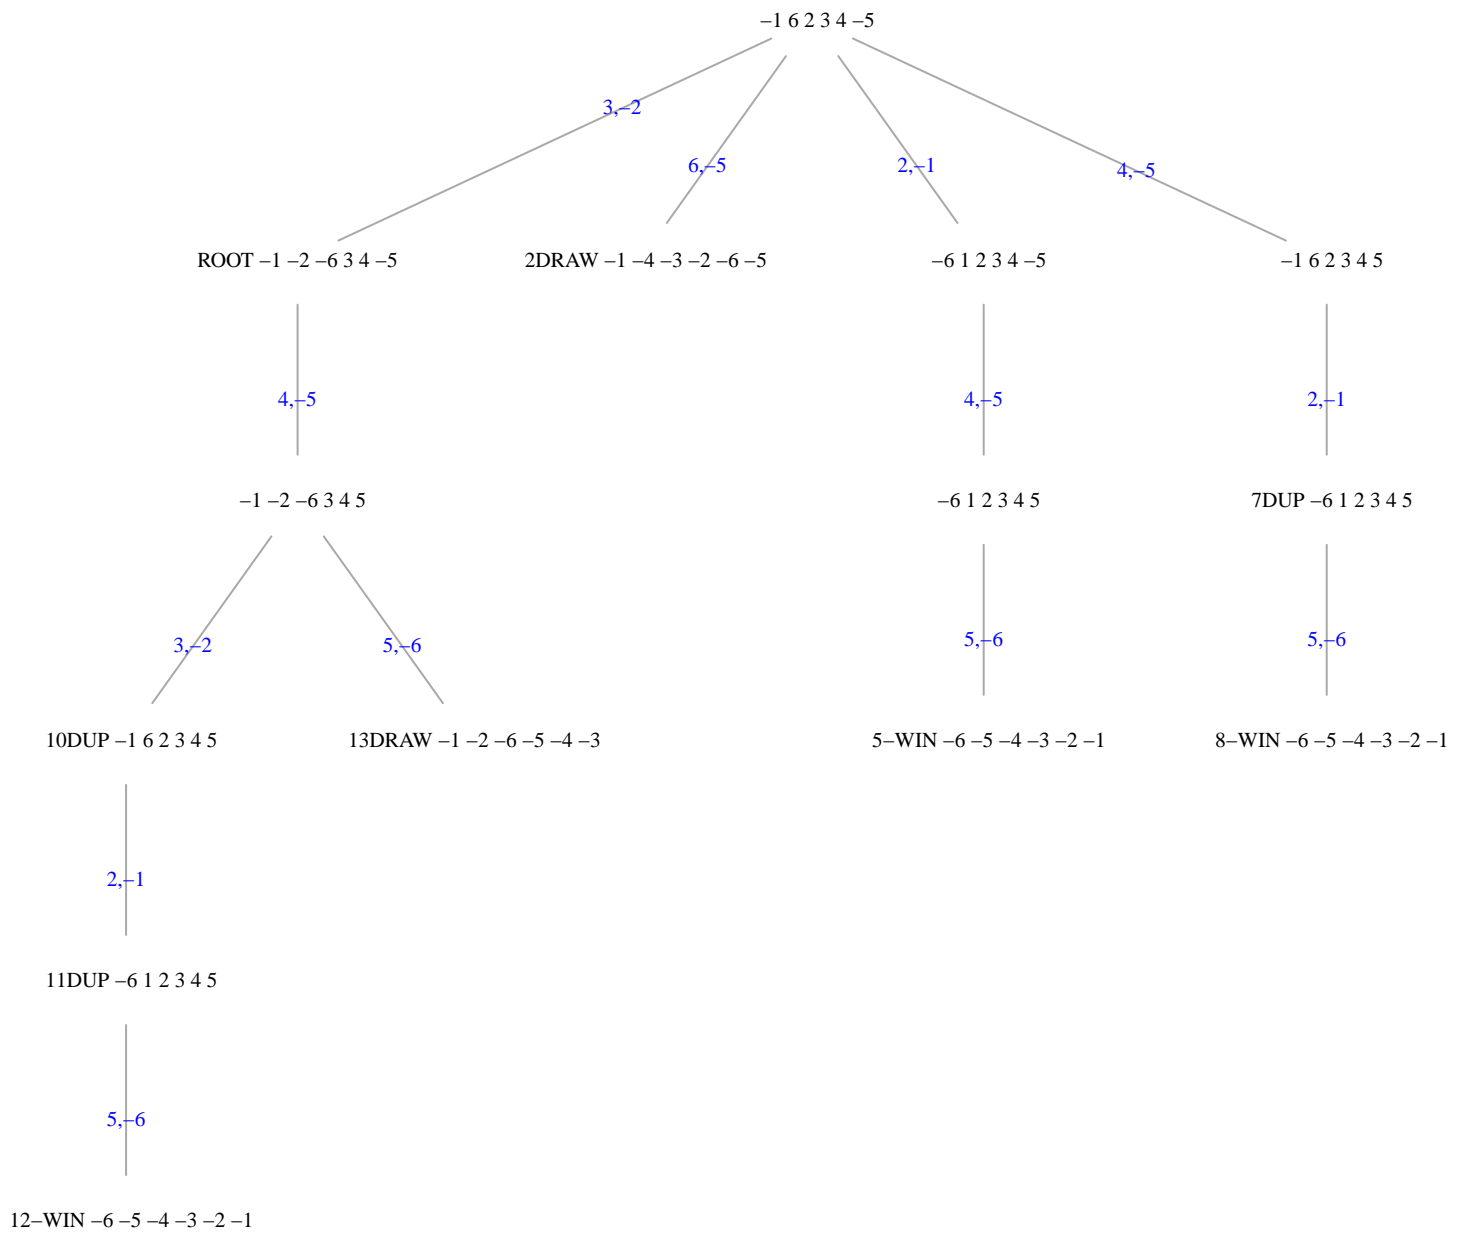 –1 6 2 3 4 –5
3,–2
6,–5
2,–1
4,–5
ROOT –1 –2 –6 3 4 –5
2DRAW –1 –4 –3 –2 –6 –5
–6 1 2 3 4 –5
–1 6 2 3 4 5
4,–5
4,–5
2,–1
–1 –2 –6 3 4 5
–6 1 2 3 4 5
7DUP –6 1 2 3 4 5
3,–2
5,–6
5,–6
5,–6
10DUP –1 6 2 3 4 5
13DRAW –1 –2 –6 –5 –4 –3
5–WIN –6 –5 –4 –3 –2 –1
8–WIN –6 –5 –4 –3 –2 –1
2,–1
11DUP –6 1 2 3 4 5
5,–6
12–WIN –6 –5 –4 –3 –2 –1